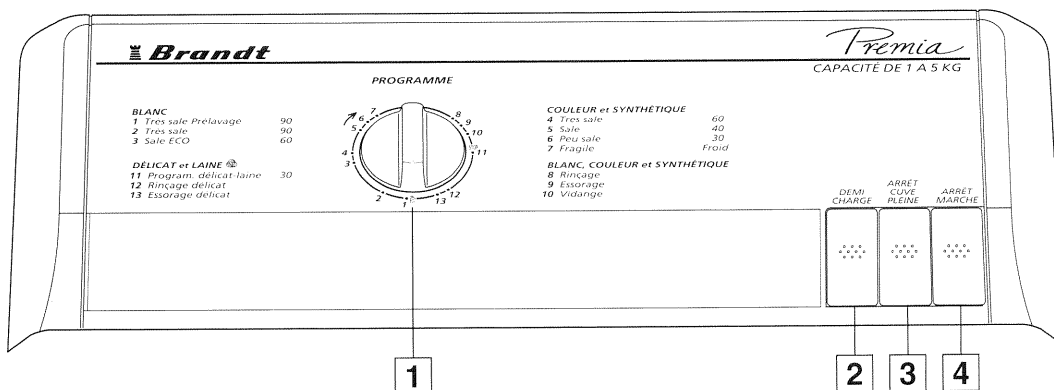 Brandt
Premia
CAPACITÉ DE 1 A 5 KG
PROGRAMME
BLANC
1 Très sale Prélavage 90
2 Très sale 90
3 Sale ECO 60
DÉLICAT et LAINE
11 Program. délicat-laine 30
12 Rinçage délicat
13 Essorage délicat
7
6
5
4
3
2
1
8
9
10
11
12
13
COULEUR et SYNTHÉTIQUE
4 Très sale 60
5 Sale 40
6 Peu sale 30
7 Fragile Froid
BLANC, COULEUR et SYNTHÉTIQUE
8 Rinçage
9 Essorage
10 Vidange
DEMI
CHARGE
ARRÊT
CUVE
PLEINE
ARRÊT
MARCHE
1
2
3
4